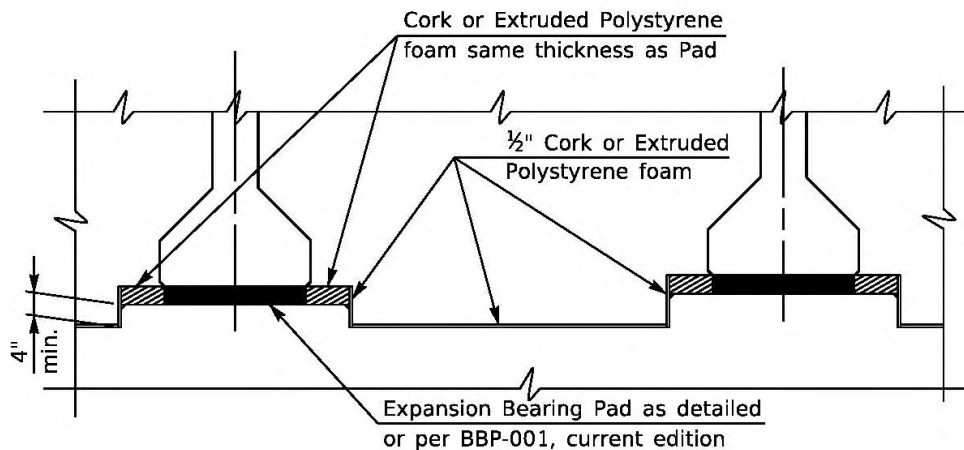 Cork or Extruded Polystyrene
foam same thickness as Pad
½" Cork or Extruded
Polystyrene foam
4"
min.
Expansion Bearing Pad as detailed
or per BBP-001, current edition